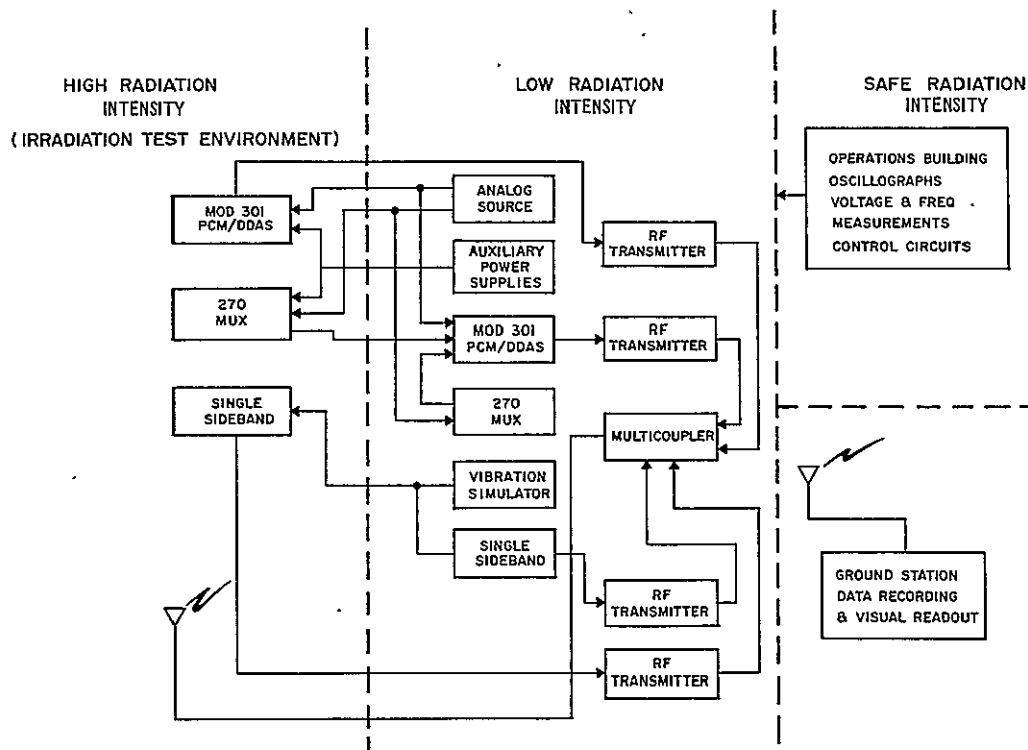 HIGH RADIATION
INTENSITY
(IRRADIATION TEST ENVIRONMENT)
LOW RADIATION
INTENSITY
SAFE RADIATION
INTENSITY
MOD 301
PCM/DDAS
270
MUX
SINGLE
SIDEBAND
ANALOG
SOURCE
AUXILIARY
POWER
SUPPLIES
MOD 301
PCM/DDAS
270
MUX
VIBRATION
SIMULATOR
SINGLE
SIDEBAND
RF
TRANSMITTER
RF
TRANSMITTER
MULTICOUPLER
RF
TRANSMITTER
RF
TRANSMITTER
OPERATIONS BUILDING
OSCILLOGRAPHS
VOLTAGE & FREQ
MEASUREMENTS
CONTROL CIRCUITS
GROUND STATION
DATA RECORDING
& VISUAL READOUT